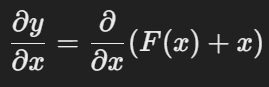 ∂y/∂x = ∂/∂x (F(x) + x)